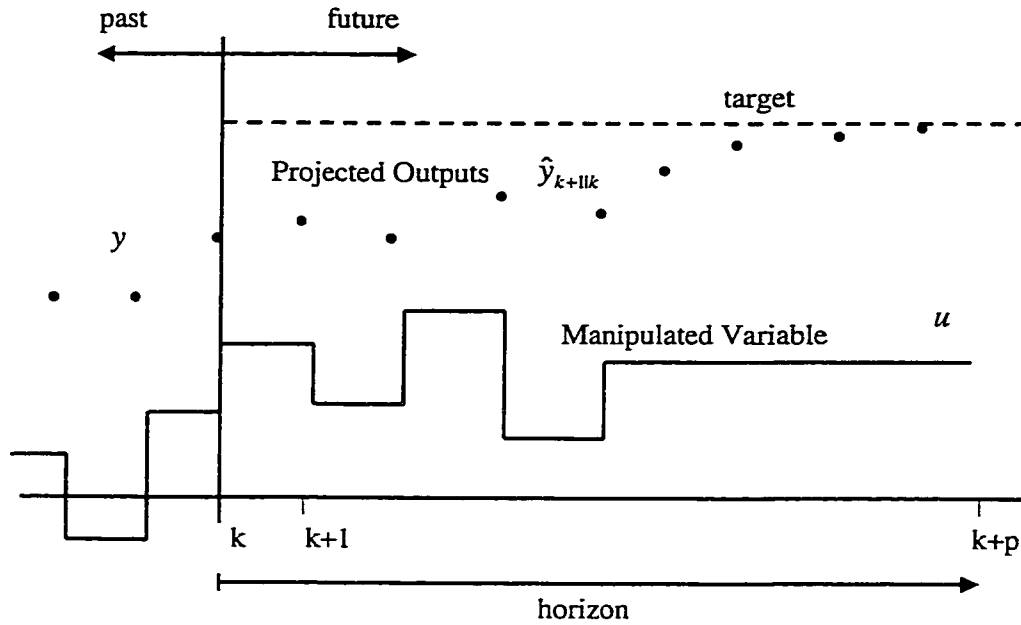 past
future
target
Projected Outputs
ŷk+1|k
y
u
Manipulated Variable
k
k+1
k+p
horizon